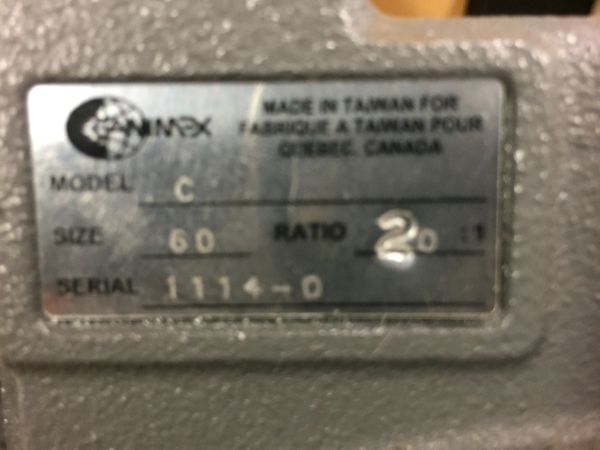 CANIMEX
MADE IN TAIWAN FOR
FABRIQUE A TAIWAN POUR
QUEBEC, CANADA
MODEL C
SIZE 60 RATIO 20 :1
SERIAL 1114-0